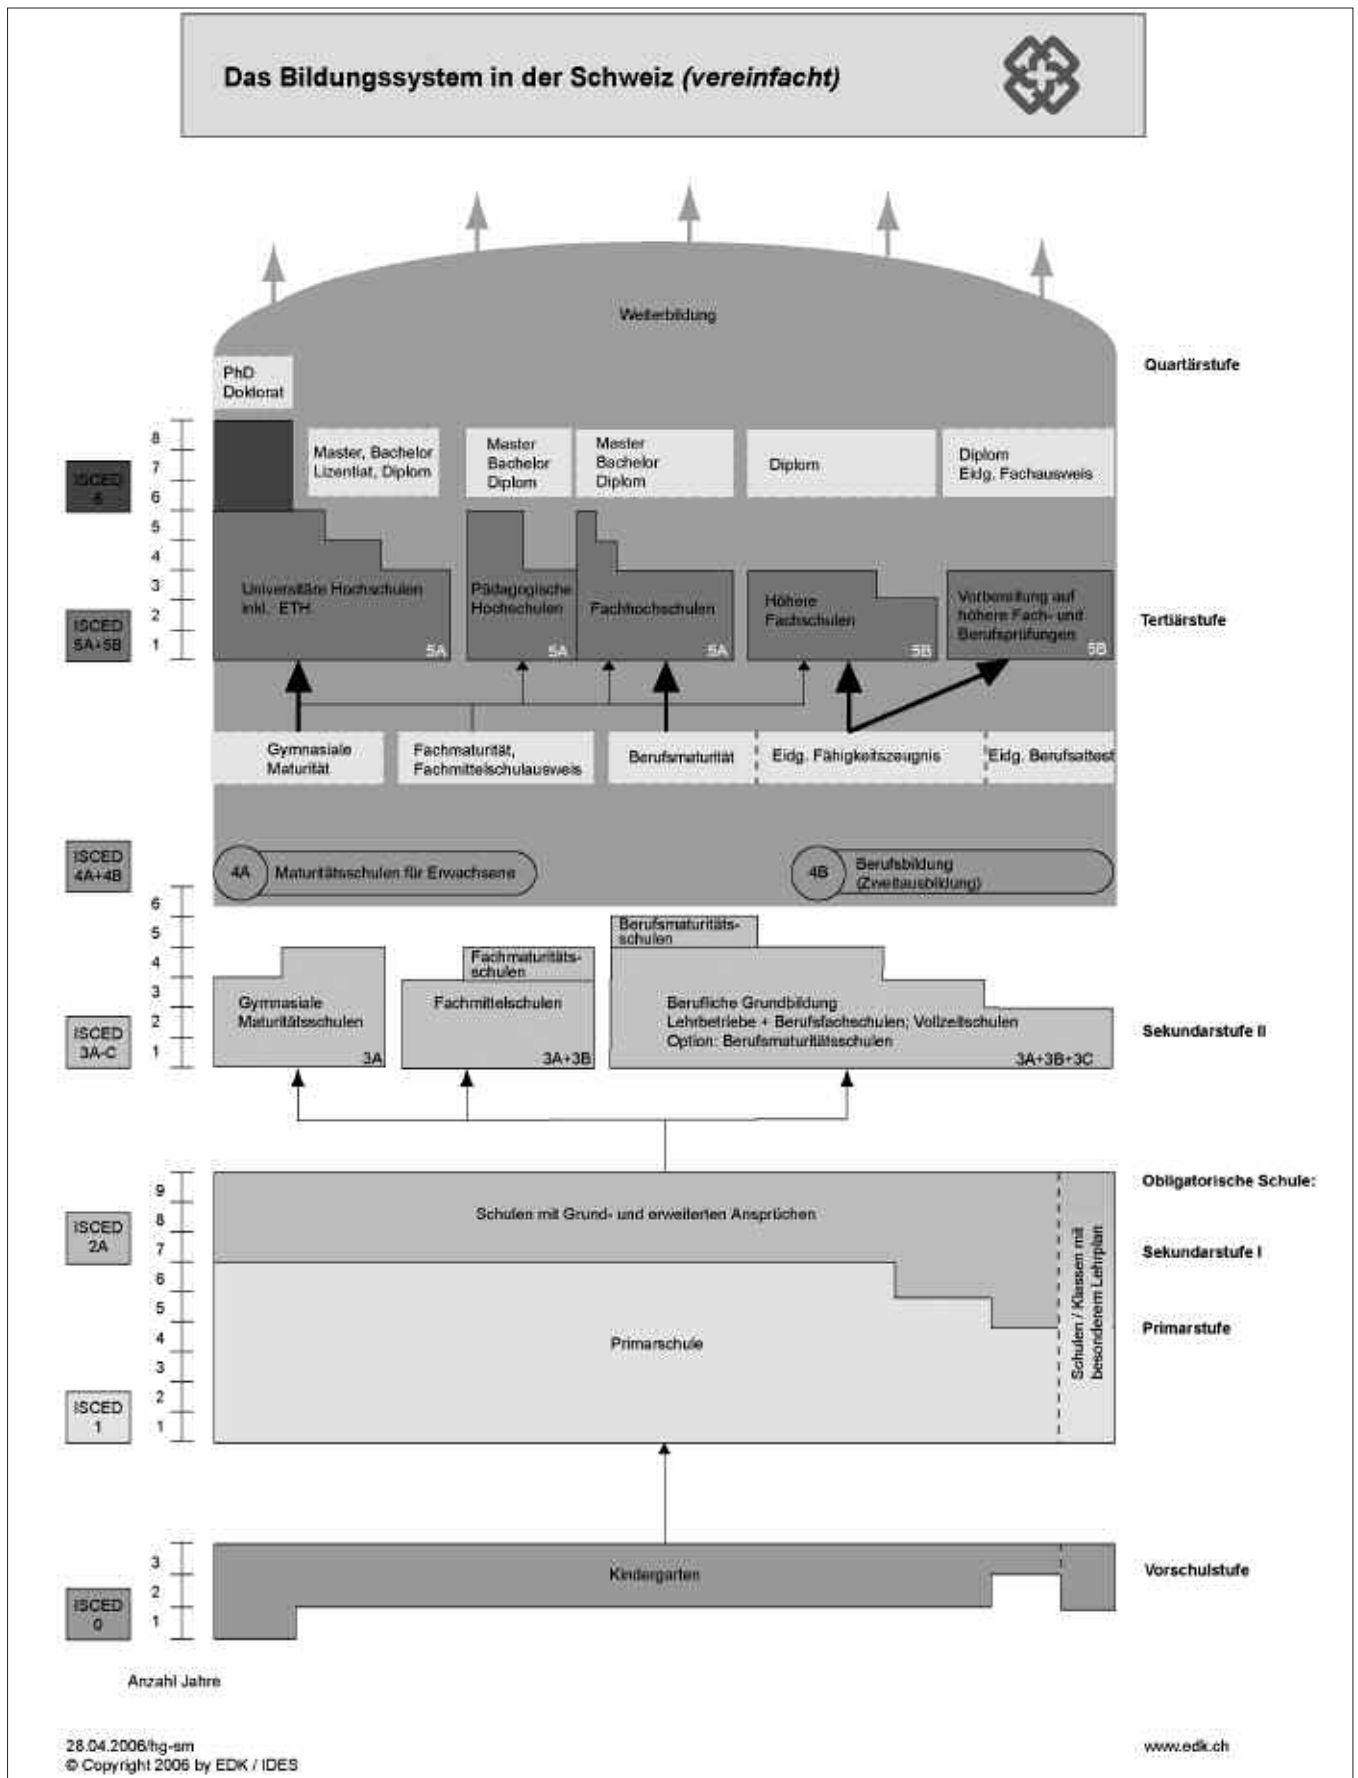 Das Bildungssystem in der Schweiz (vereinfacht)
Weiterbildung
Quartärstufe
PhD
Doktorat
8
7
6
5
4
3
2
1
ISCED
6
Master, Bachelor
Lizentiat, Diplom
Master
Bachelor
Diplom
Master
Bachelor
Diplom
Diplom
Diplom
Eidg. Fachausweis
ISCED
5A+5B
Universitäre Hochschulen
inkl. ETH
5A
Pädagogische
Hochschulen
5A
Fachhochschulen
5A
Höhere
Fachschulen
5B
Vorbereitung auf
höhere Fach- und
Berufsprüfungen
5B
Tertiärstufe
Gymnasiale
Maturität
Fachmaturität,
Fachmittelschulausweis
Berufsmaturität
Eidg. Fähigkeitszeugnis
Eidg. Berufsattest
ISCED
4A+4B
4A
Maturitätsschulen für Erwachsene
4B
Berufsbildung
(Zweitausbildung)
6
5
4
3
2
1
ISCED
3A-C
Gymnasiale
Maturitätsschulen
3A
Fachmaturitäts-
schulen
Fachmittelschulen
3A+3B
Berufsmaturitäts-
schulen
Berufliche Grundbildung
Lehrbetriebe + Berufsfachschulen; Vollzeitschulen
Option: Berufsmaturitätsschulen
3A+3B+3C
Sekundarstufe II
9
8
7
6
5
4
3
2
1
ISCED
2A
ISCED
1
Schulen mit Grund- und erweiterten Ansprüchen
Primarschule
Schulen / Klassen mit
besonderem Lehrplan
Obligatorische Schule:
Sekundarstufe I
Primarstufe
3
2
1
ISCED
0
Kindergarten
Vorschulstufe
Anzahl Jahre
28.04.2006/hg-sm
© Copyright 2006 by EDK / IDES
www.edk.ch